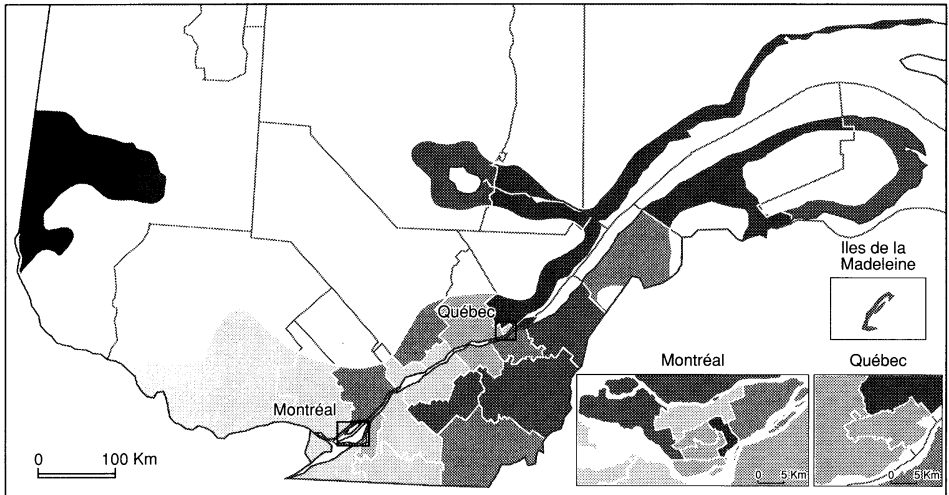 Québec
Iles de la
Madeleine
Montréal
Québec
Montréal
0 100 Km
0 5 Km
0 5 Km